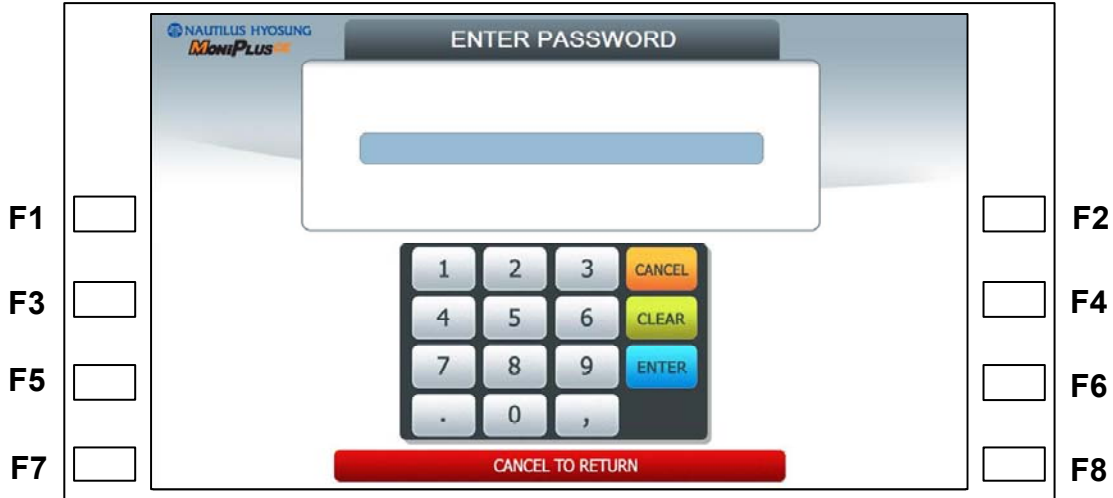 NAUTILUS HYOSUNG
MoniPlus
ENTER PASSWORD
F1
F2
1 2 3 CANCEL
F3
F4
4 5 6 CLEAR
7 8 9 ENTER
F5
F6
. 0 ,
F7
CANCEL TO RETURN
F8